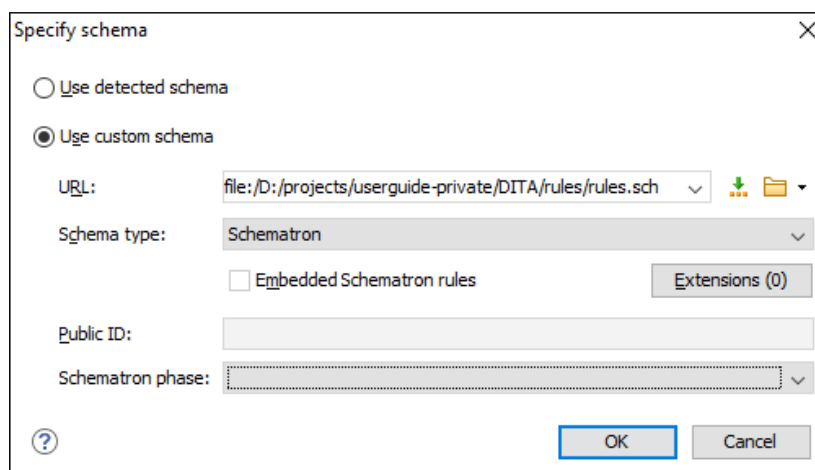 Specify schema
Use detected schema
Use custom schema
URL: file:/D:/projects/userguide-private/DITA/rules/rules.sch
Schema type: Schematron
Embedded Schematron rules Extensions (0)
Public ID:
Schematron phase:
? OK Cancel